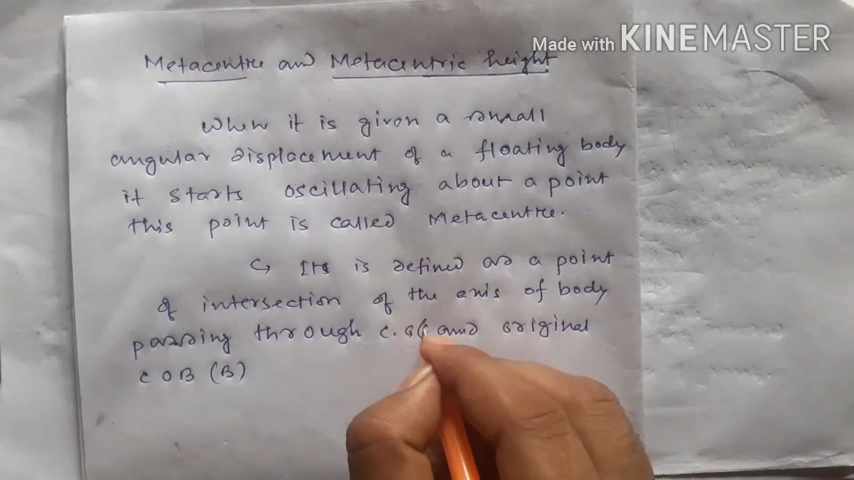 Made with KINEMASTER
Metacentre and Metacentric height
When it is given a small
angular displacement of a floating body
it starts oscillating about a point
this point is called Metacentre.
↳ Its is defined as a point
of intersection of the axis of body
passing through c. and original
C O B (B)